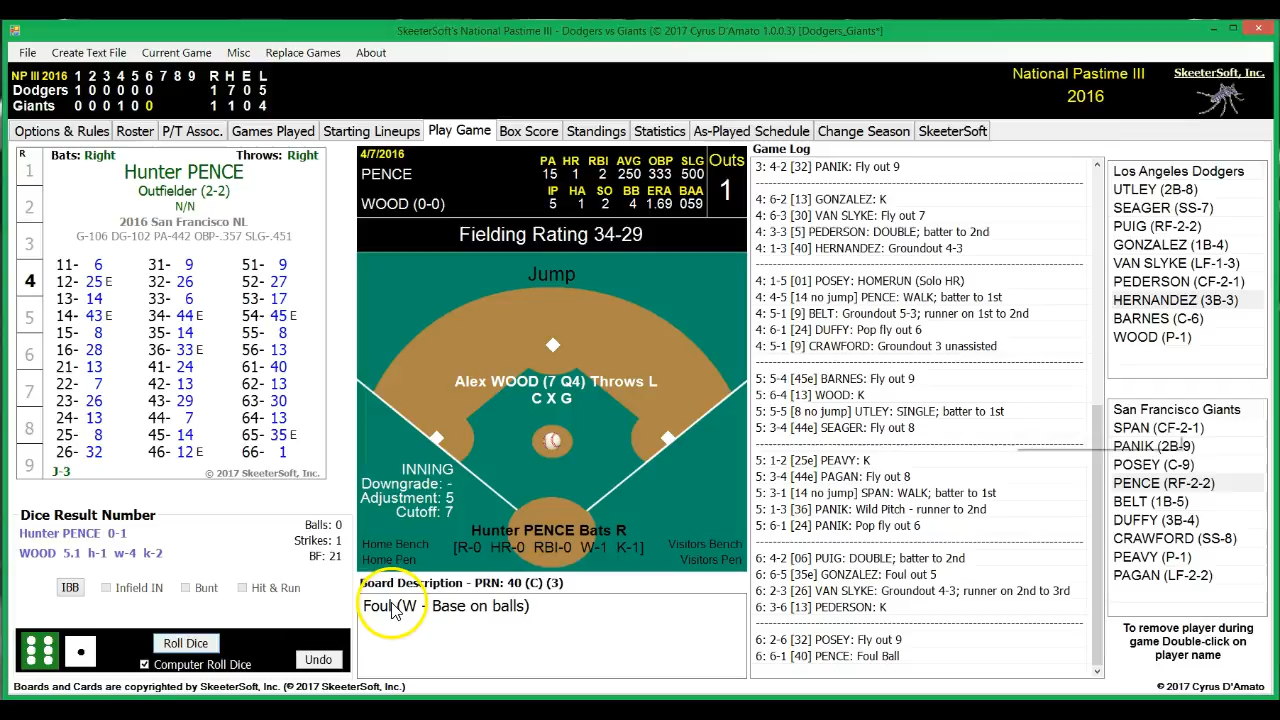 SkeeterSoft's National Pastime III - Dodgers vs Giants (© 2017 Cyrus D'Amato 1.0.0.3) [Dodgers_Giants*]
File Create Text File Current Game Misc Replace Games About
NP III 2016 1 2 3 4 5 6 7 8 9 R H E L
Dodgers 1 0 0 0 0 0 1 7 0 5
Giants 0 0 0 1 0 0 1 1 0 4
National Pastime III
2016
SkeeterSoft, Inc.
Options & Rules Roster P/T Assoc. Games Played Starting Lineups Play Game Box Score Standings Statistics As-Played Schedule Change Season SkeeterSoft
R
1
2
3
4
5
6
7
8
9
Bats: Right Throws: Right
Hunter PENCE
Outfielder (2-2)
N/N
2016 San Francisco NL
G-106 DG-102 PA-442 OBP-.357 SLG-.451
11- 6 31- 9 51- 9
12- 25 E 32- 26 52- 27
13- 14 33- 6 53- 17
14- 43 E 34- 44 E 54- 45 E
15- 8 35- 14 55- 8
16- 28 36- 33 E 56- 13
21- 13 41- 24 61- 40
22- 7 42- 13 62- 13
23- 26 43- 29 63- 30
24- 13 44- 7 64- 13
25- 8 45- 14 65- 35 E
26- 32 46- 12 E 66- 1
J-3 © 2017 SkeeterSoft, Inc.
Dice Result Number
Hunter PENCE 0-1
WOOD 5.1 h-1 w-4 k-2
Balls: 0
Strikes: 1
BF: 21
IBB Infield IN Bunt Hit & Run
Roll Dice
Computer Roll Dice
Undo
Boards and Cards are copyrighted by SkeeterSoft, Inc. (© 2017 SkeeterSoft, Inc.)
4/7/2016
PA HR RBI AVG OBP SLG
PENCE 15 1 2 250 333 500
IP HA SO BB ERA BAA
WOOD (0-0) 5 1 2 4 1.69 059
Outs
1
Fielding Rating 34-29
Jump
Alex WOOD (7 Q4) Throws L
C X G
INNING
Downgrade: -
Adjustment: 5
Cutoff: 7
Hunter PENCE Bats R
[R-0 HR-0 RBI-0 W-1 K-1]
Home Bench
Home Pen
Visitors Bench
Visitors Pen
Board Description - PRN: 40 (C) (3)
Foul (W - Base on balls)
Game Log
3: 4-2 [32] PANIK: Fly out 9
4: 6-2 [13] GONZALEZ: K
4: 6-3 [30] VAN SLYKE: Fly out 7
4: 3-3 [5] PEDERSON: DOUBLE; batter to 2nd
4: 1-3 [40] HERNANDEZ: Groundout 4-3
4: 1-5 [01] POSEY: HOMERUN (Solo HR)
4: 4-5 [14 no jump] PENCE: WALK; batter to 1st
4: 5-1 [9] BELT: Groundout 5-3; runner on 1st to 2nd
4: 6-1 [24] DUFFY: Pop fly out 6
4: 5-1 [9] CRAWFORD: Groundout 3 unassisted
5: 5-4 [45e] BARNES: Fly out 9
5: 6-4 [13] WOOD: K
5: 5-5 [8 no jump] UTLEY: SINGLE; batter to 1st
5: 3-4 [44e] SEAGER: Fly out 8
5: 1-2 [25e] PEAVY: K
5: 3-4 [44e] PAGAN: Fly out 8
5: 3-1 [14 no jump] SPAN: WALK; batter to 1st
5: 1-3 [36] PANIK: Wild Pitch - runner to 2nd
5: 6-1 [24] PANIK: Pop fly out 6
6: 4-2 [06] PUIG: DOUBLE; batter to 2nd
6: 6-5 [35e] GONZALEZ: Foul out 5
6: 2-3 [26] VAN SLYKE: Groundout 4-3; runner on 2nd to 3rd
6: 3-6 [13] PEDERSON: K
6: 2-6 [32] POSEY: Fly out 9
6: 6-1 [40] PENCE: Foul Ball
Los Angeles Dodgers
UTLEY (2B-8)
SEAGER (SS-7)
PUIG (RF-2-2)
GONZALEZ (1B-4)
VAN SLYKE (LF-1-3)
PEDERSON (CF-2-1)
HERNANDEZ (3B-3)
BARNES (C-6)
WOOD (P-1)
San Francisco Giants
SPAN (CF-2-1)
PANIK (2B-9)
POSEY (C-9)
PENCE (RF-2-2)
BELT (1B-5)
DUFFY (3B-4)
CRAWFORD (SS-8)
PEAVY (P-1)
PAGAN (LF-2-2)
To remove player during
game Double-click on
player name
© 2017 Cyrus D'Amato